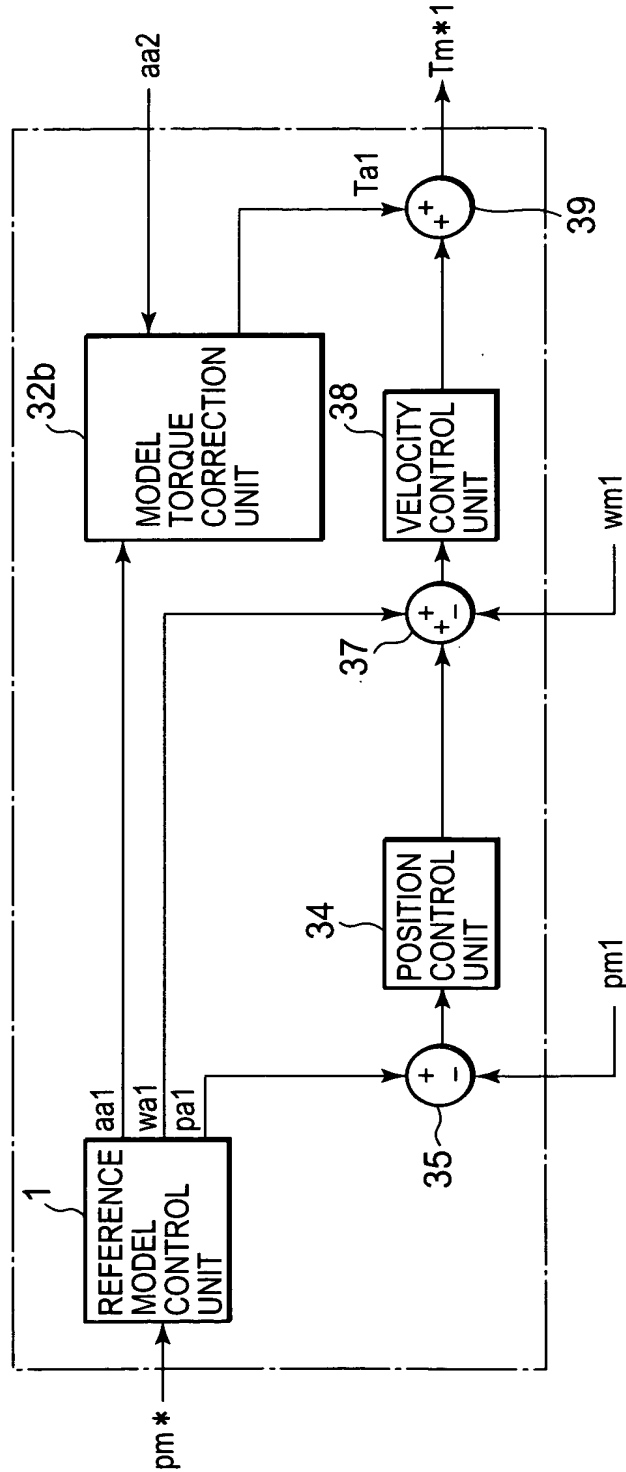 pm*
1
REFERENCE
MODEL
CONTROL
UNIT
aa1
wa1
pa1
35
+
−
pm1
34
POSITION
CONTROL
UNIT
37
+
+
−
wm1
38
VELOCITY
CONTROL
UNIT
32b
MODEL
TORQUE
CORRECTION
UNIT
aa2
Ta1
+
+
39
Tm*1